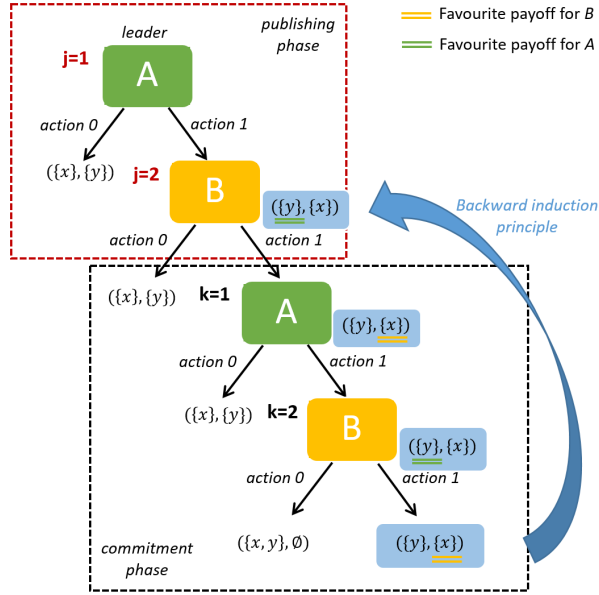 Favourite payoff for B
Favourite payoff for A
publishing
phase
leader
j=1
A
action 0
action 1
({x},{y})
j=2
B
({y},{x})
Backward induction
principle
action 0
action 1
({x},{y})
k=1
A
({y},{x})
action 0
action 1
({x},{y})
k=2
B
({y},{x})
action 0
action 1
({x,y},∅)
({y},{x})
commitment
phase